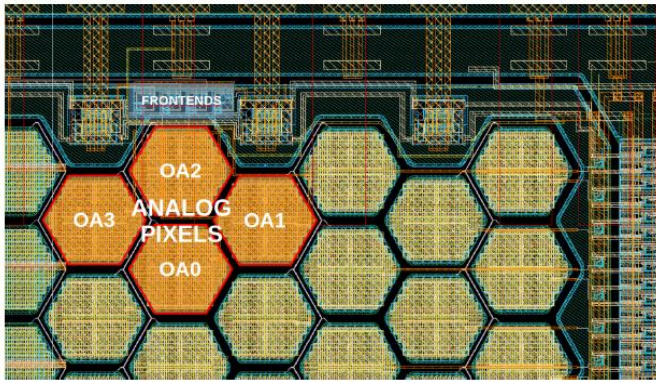 FRONTENDS
OA2
OA3
ANALOG
PIXELS
OA1
OA0